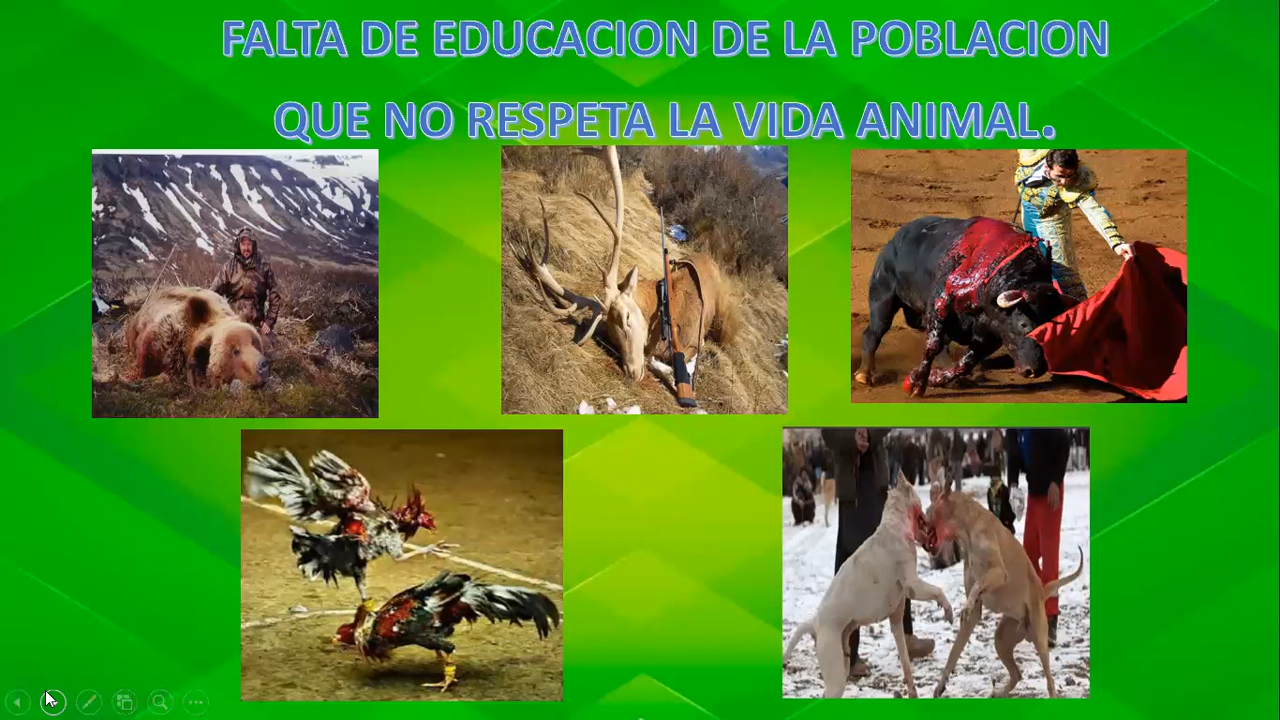 FALTA DE EDUCACION DE LA POBLACION
QUE NO RESPETA LA VIDA ANIMAL.